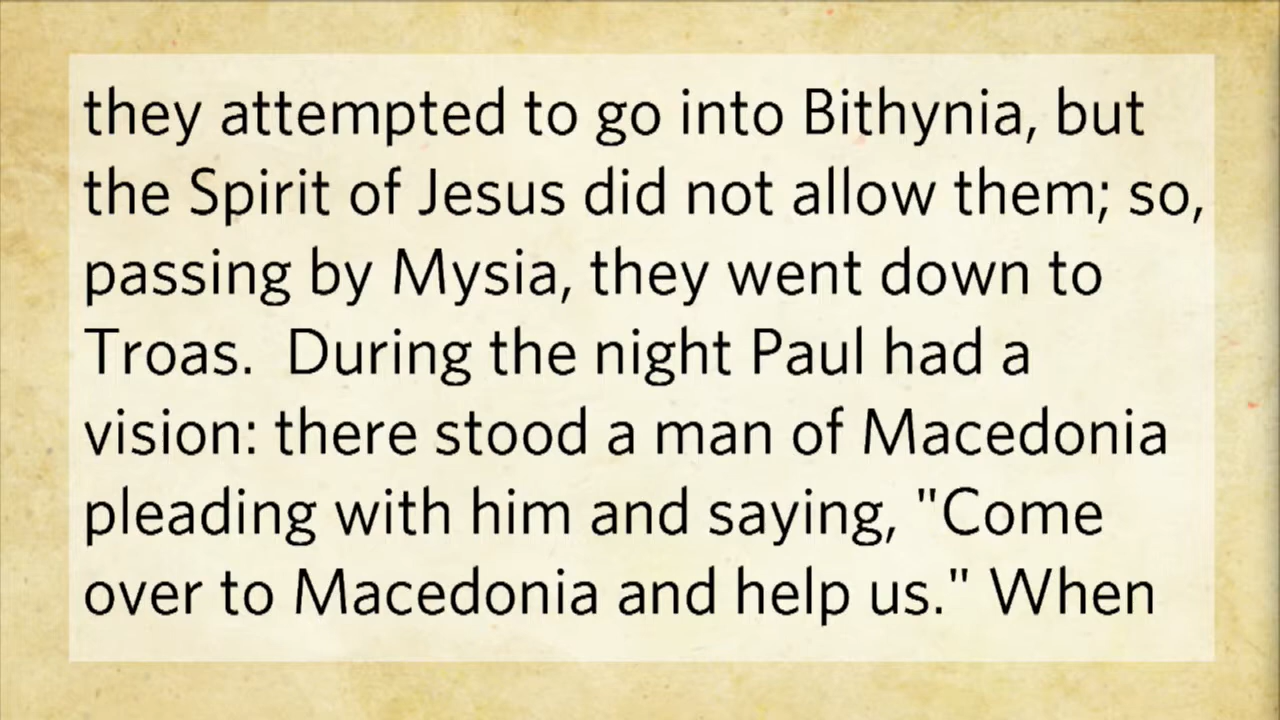 they attempted to go into Bithynia, but
the Spirit of Jesus did not allow them; so,
passing by Mysia, they went down to
Troas.  During the night Paul had a
vision: there stood a man of Macedonia
pleading with him and saying, "Come
over to Macedonia and help us." When